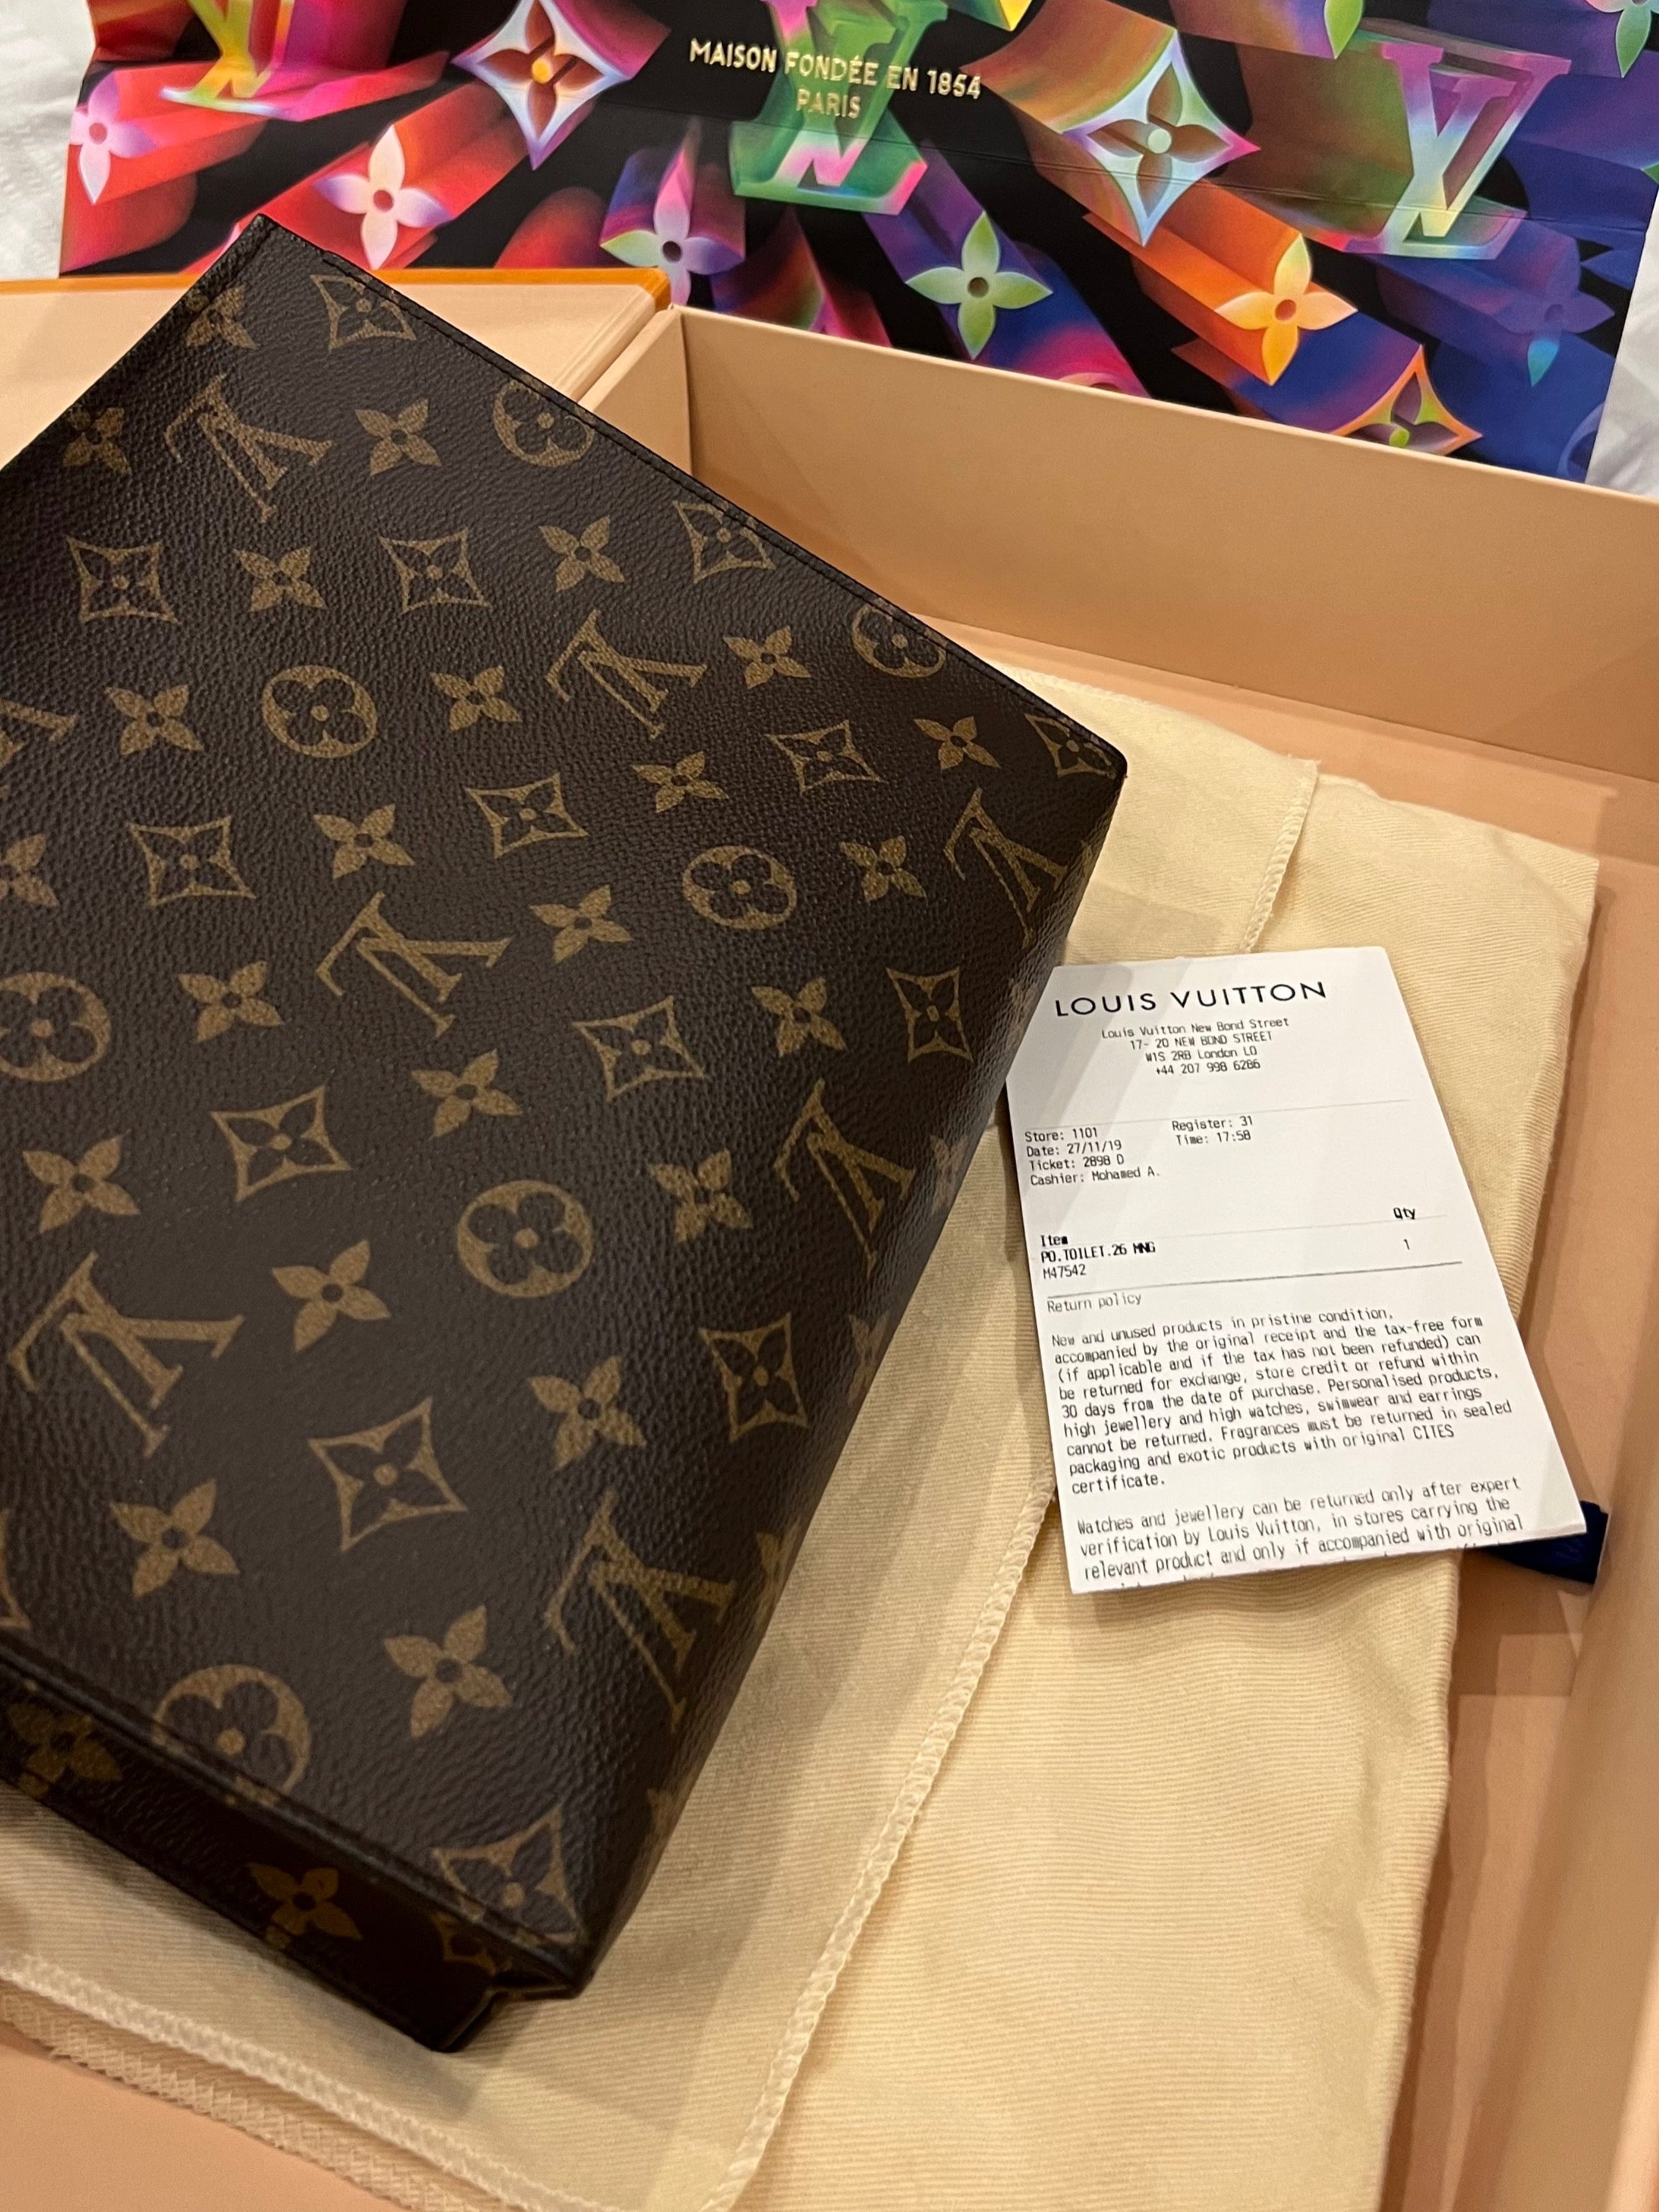 MAISON FONDÉE EN 1854
PARIS
LOUIS VUITTON
Louis Vuitton New Bond Street
17- 20 NEW BOND STREET
W1S 2RB London LO
+44 207 998 6286
Store: 1101 Register: 31
Date: 27/11/19 Time: 17:58
Ticket: 2898 D
Cashier: Mohamed A.
Item Qty
PO.TOILET.26 MNG 1
M47542
Return policy
New and unused products in pristine condition,
accompanied by the original receipt and the tax-free form
(if applicable and if the tax has not been refunded) can
be returned for exchange, store credit or refund within
30 days from the date of purchase. Personalised products,
high jewellery and high watches, swimwear and earrings
cannot be returned. Fragrances must be returned in sealed
packaging and exotic products with original CITES
certificate.
Watches and jewellery can be returned only after expert
verification by Louis Vuitton, in stores carrying the
relevant product and only if accompanied with original